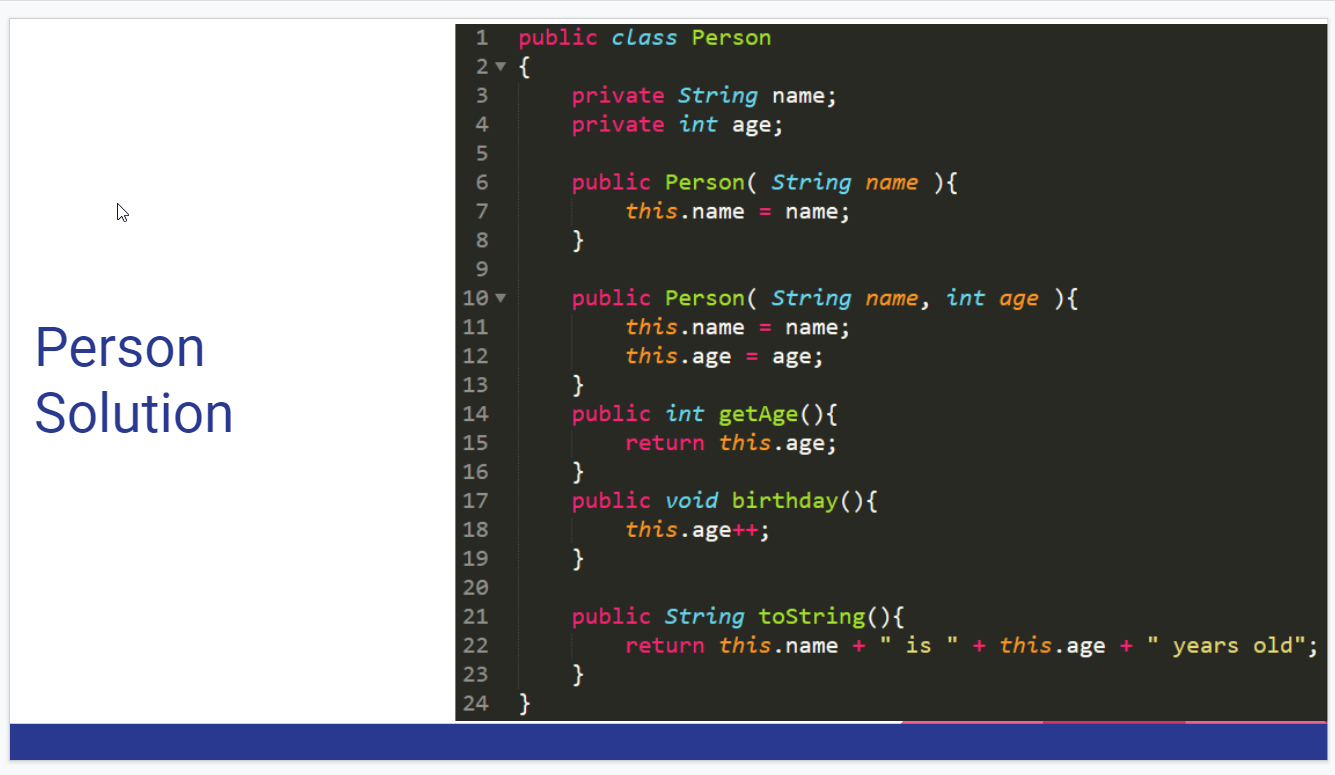 Person
Solution
1 public class Person
2 {
3     private String name;
4     private int age;
5
6     public Person( String name ){
7         this.name = name;
8     }
9
10     public Person( String name, int age ){
11         this.name = name;
12         this.age = age;
13     }
14     public int getAge(){
15         return this.age;
16     }
17     public void birthday(){
18         this.age++;
19     }
20
21     public String toString(){
22         return this.name + " is " + this.age + " years old";
23     }
24 }